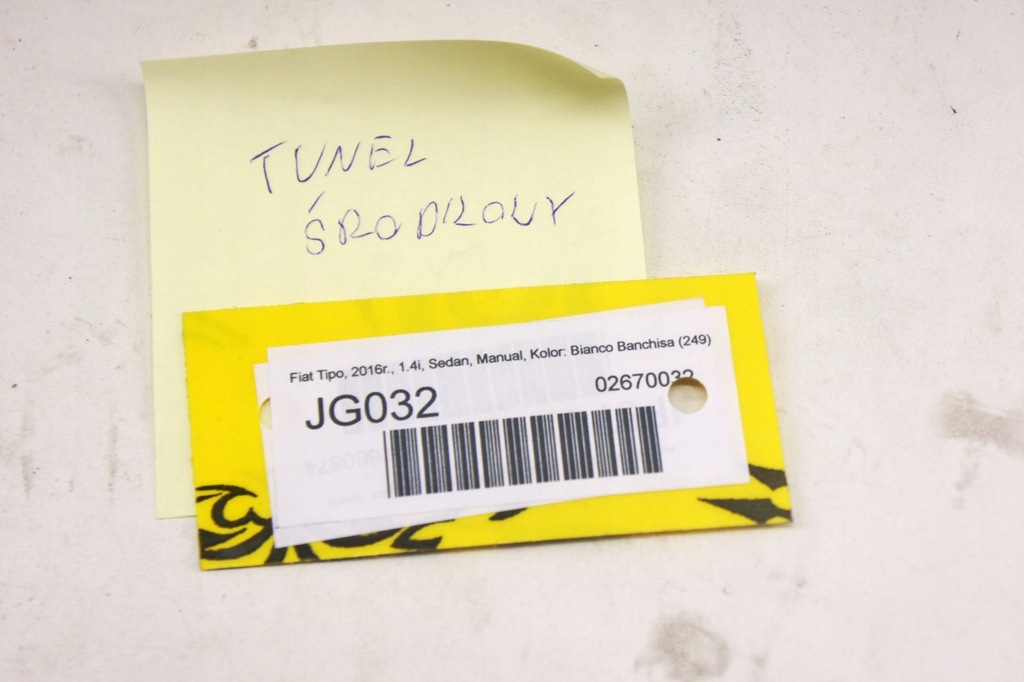 TUNEL
ŚRODKOWY
Fiat Tipo, 2016r., 1.4i, Sedan, Manual, Kolor: Bianco Banchisa (249)
02670032
JG032